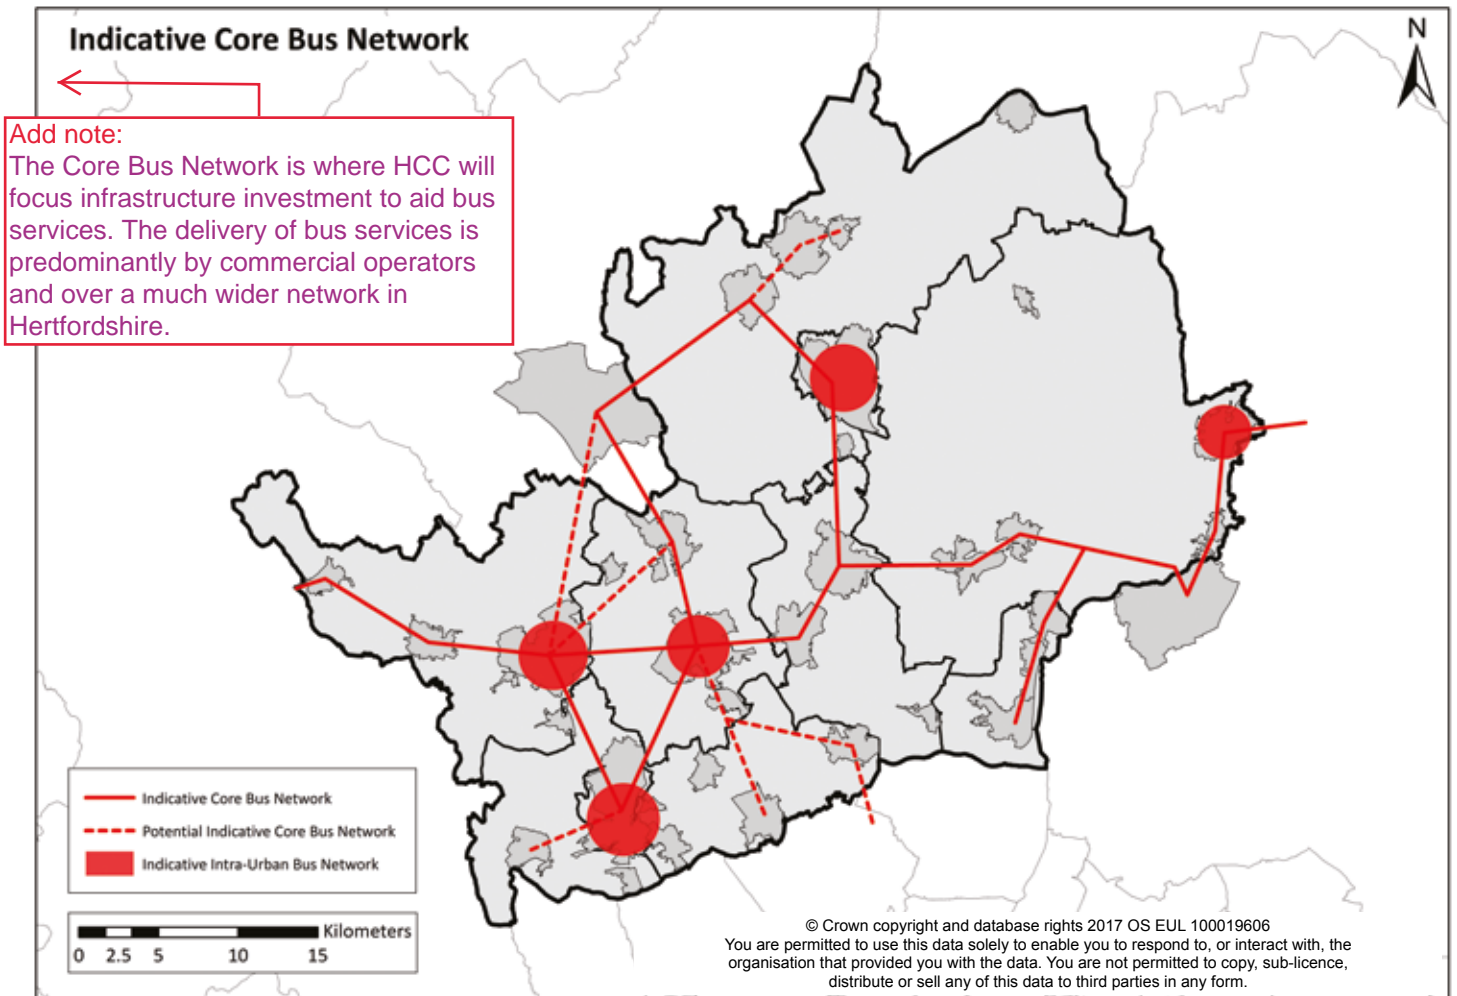 Indicative Core Bus Network
N
Add note:
The Core Bus Network is where HCC will
focus infrastructure investment to aid bus
services. The delivery of bus services is
predominantly by commercial operators
and over a much wider network in
Hertfordshire.
Indicative Core Bus Network
Potential Indicative Core Bus Network
Indicative Intra-Urban Bus Network
Kilometers
0 2.5 5 10 15
© Crown copyright and database rights 2017 OS EUL 100019606
You are permitted to use this data solely to enable you to respond to, or interact with, the
organisation that provided you with the data. You are not permitted to copy, sub-licence,
distribute or sell any of this data to third parties in any form.